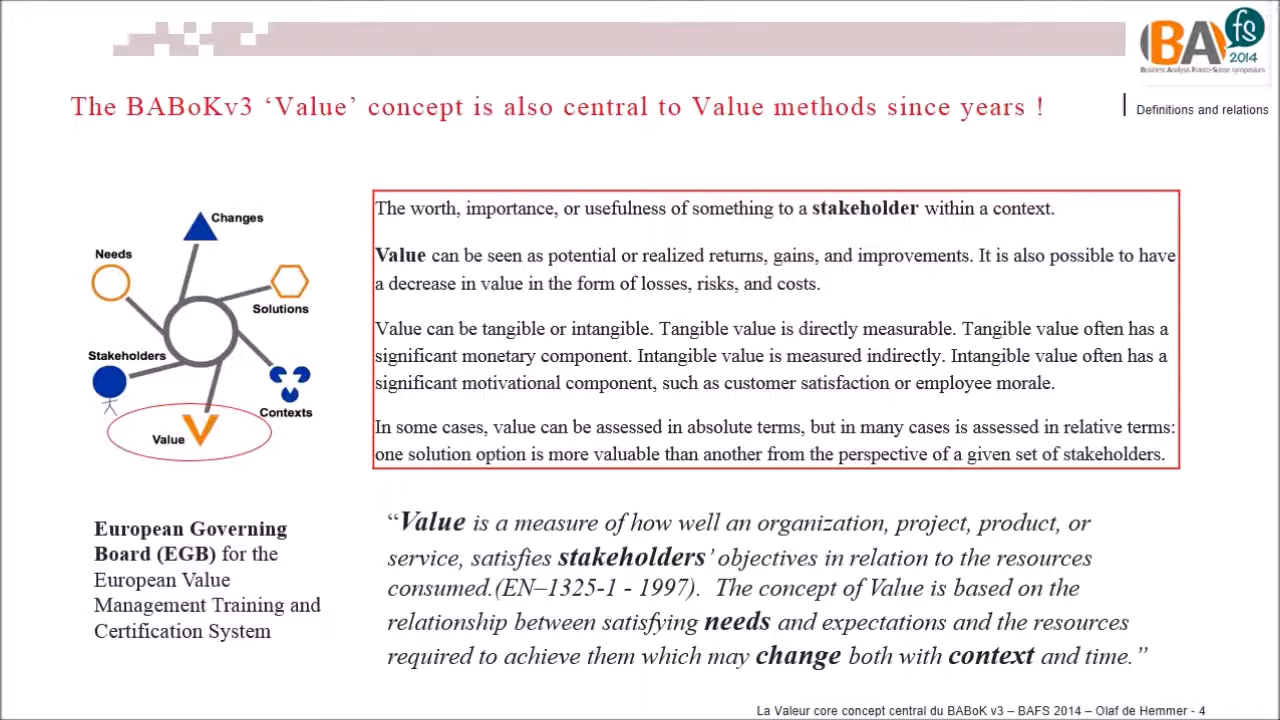 BA fs 2014
Business Analysis Franco-Suisse symposium
The BABoKv3 ‘Value’ concept is also central to Value methods since years !
Definitions and relations
Changes
Needs
Solutions
Stakeholders
Contexts
Value
The worth, importance, or usefulness of something to a stakeholder within a context.
Value can be seen as potential or realized returns, gains, and improvements. It is also possible to have
a decrease in value in the form of losses, risks, and costs.
Value can be tangible or intangible. Tangible value is directly measurable. Tangible value often has a
significant monetary component. Intangible value is measured indirectly. Intangible value often has a
significant motivational component, such as customer satisfaction or employee morale.
In some cases, value can be assessed in absolute terms, but in many cases is assessed in relative terms:
one solution option is more valuable than another from the perspective of a given set of stakeholders.
European Governing
Board (EGB) for the
European Value
Management Training and
Certification System
“Value is a measure of how well an organization, project, product, or
service, satisfies stakeholders’ objectives in relation to the resources
consumed.(EN–1325-1 - 1997). The concept of Value is based on the
relationship between satisfying needs and expectations and the resources
required to achieve them which may change both with context and time.”
La Valeur core concept central du BABoK v3 – BAFS 2014 – Olaf de Hemmer - 4